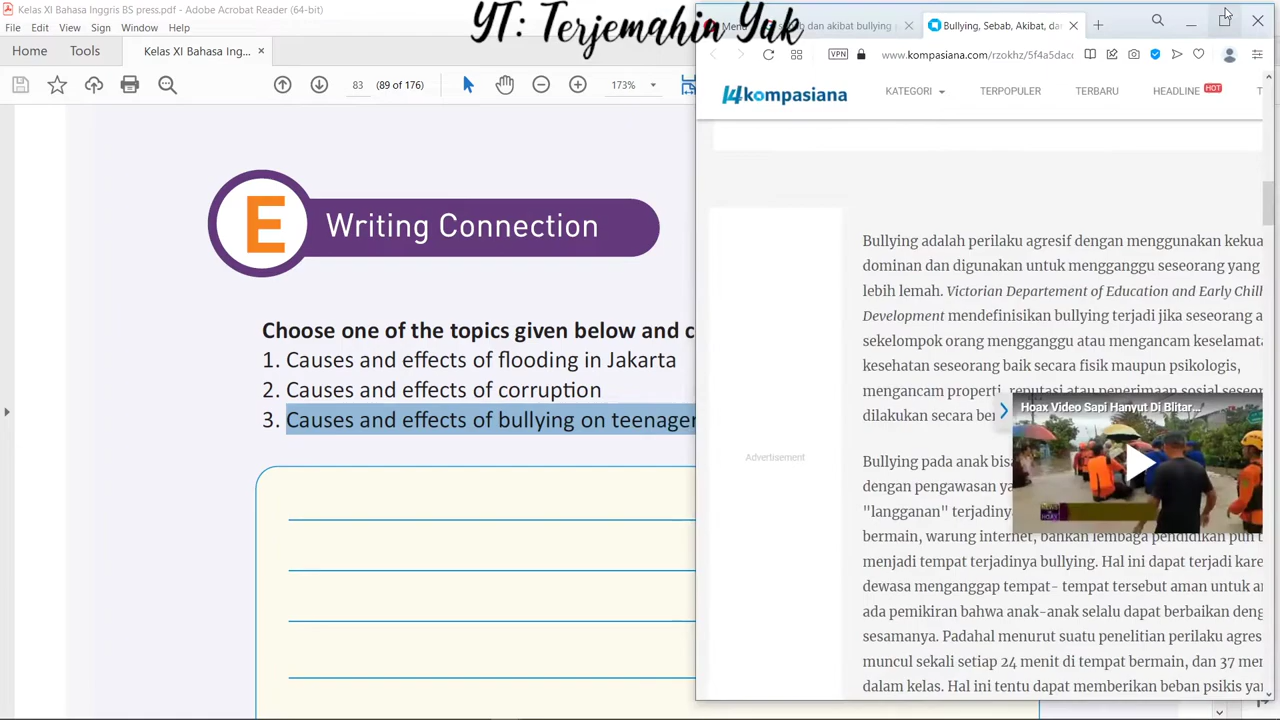 Kelas XI Bahasa Inggris BS press.pdf - Adobe Acrobat Reader (64-bit)
YT: Terjemahin Yak
File Edit View Sign Window Help
Home Tools Kelas XI Bahasa Ing... ×
83 (89 of 176) 173%
dan akibat bullying
Bullying, Sebab, Akibat, dan
VPN www.kompasiana.com/rzokhz/5f4a5dac
kompasiana KATEGORI TERPOPULER TERBARU HEADLINE HOT T
E Writing Connection
Choose one of the topics given below and c
1. Causes and effects of flooding in Jakarta
2. Causes and effects of corruption
3. Causes and effects of bullying on teenager
Advertisement
Bullying adalah perilaku agresif dengan menggunakan kekua
dominan dan digunakan untuk mengganggu seseorang yang
lebih lemah. Victorian Departement of Education and Early Chil
Development mendefinisikan bullying terjadi jika seseorang a
sekelompok orang mengganggu atau mengancam keselamata
kesehatan seseorang baik secara fisik maupun psikologis,
mengancam properti, reputasi atau penerimaan sosial seseor
dilakukan secara ber
Hoax Video Sapi Hanyut Di Blitar...
Bullying pada anak bisa
dengan pengawasan ya
"langganan" terjadiny
bermain, warung internet, bahkan lembaga pendidikan pun
menjadi tempat terjadinya bullying. Hal ini dapat terjadi kare
dewasa menganggap tempat- tempat tersebut aman untuk a
ada pemikiran bahwa anak-anak selalu dapat berbaikan deng
sesamanya. Padahal menurut suatu penelitian perilaku agres
muncul sekali setiap 24 menit di tempat bermain, dan 37 men
dalam kelas. Hal ini tentu dapat memberikan beban psikis ya